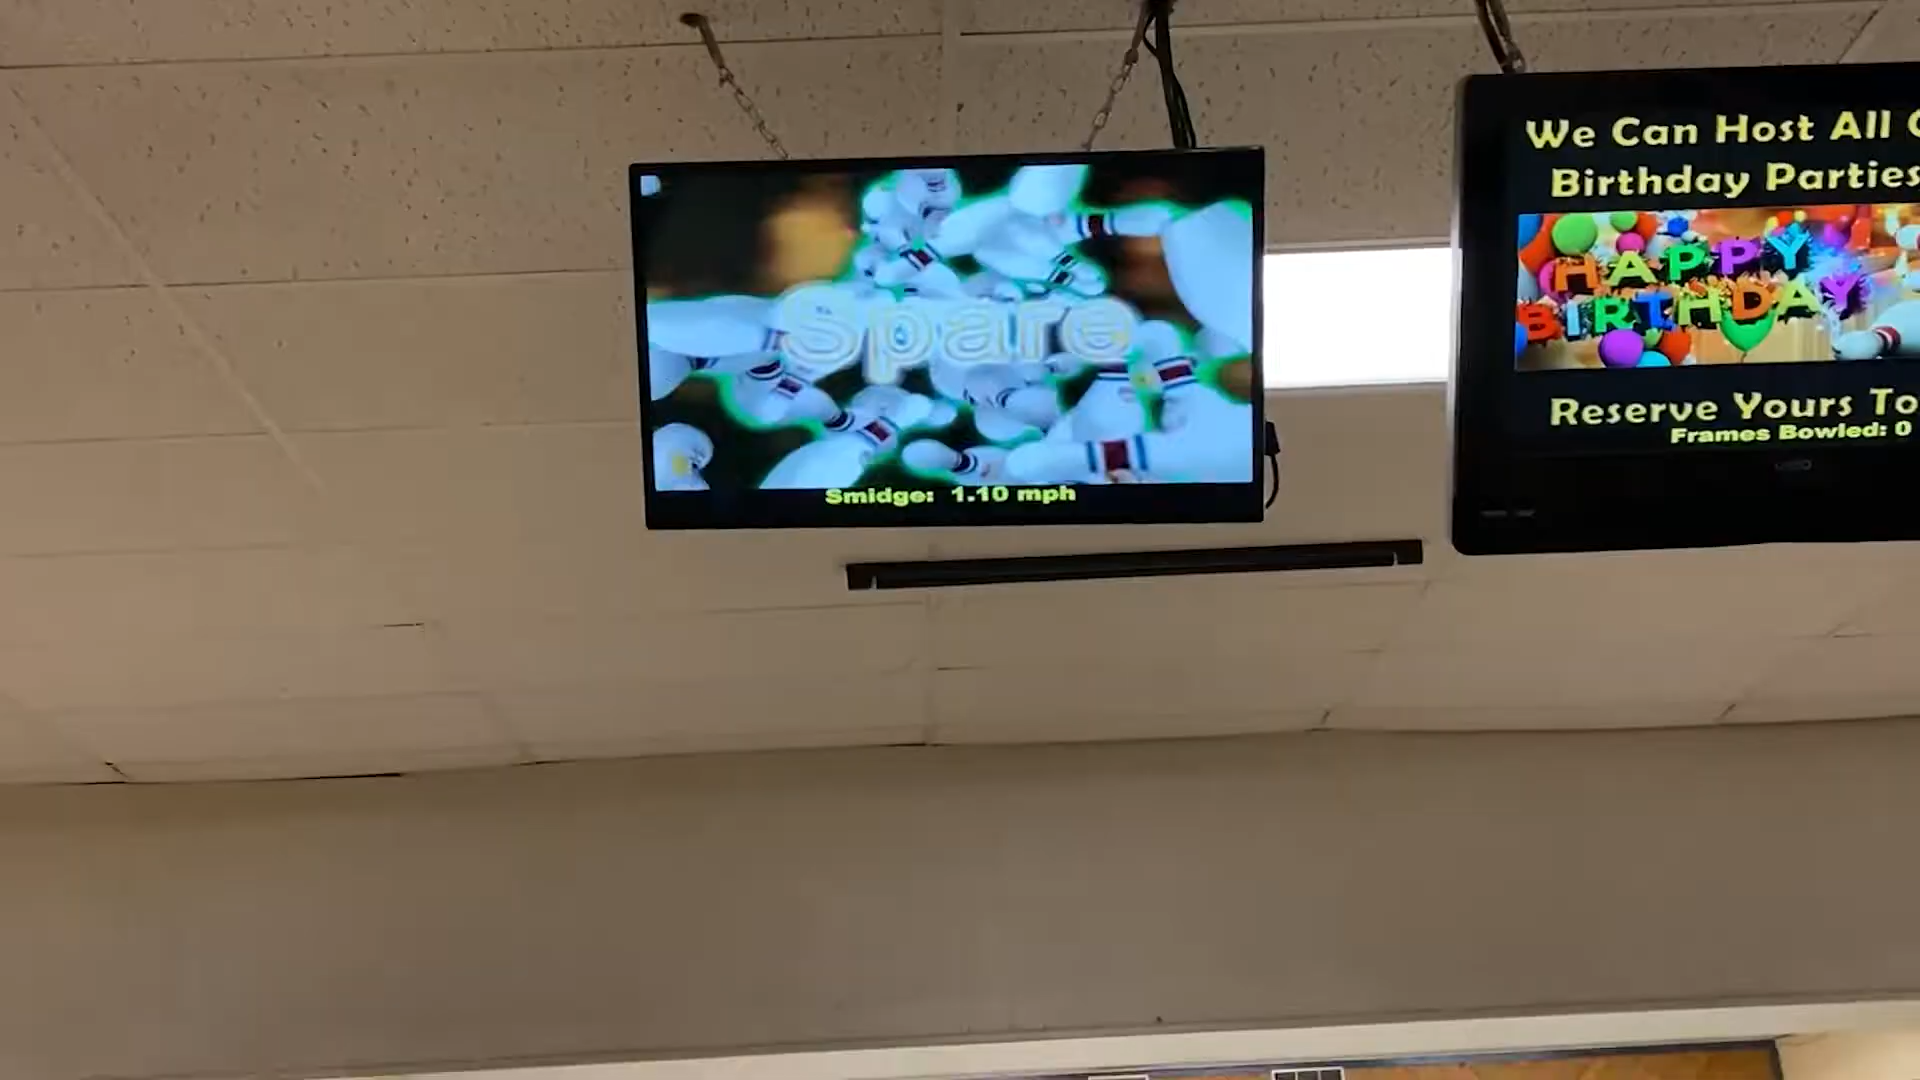 Spare
Smidge: 1.10 mph
We Can Host All
Birthday Parties
HAPPY
BIRTHDAY
Reserve Yours To
Frames Bowled: 0